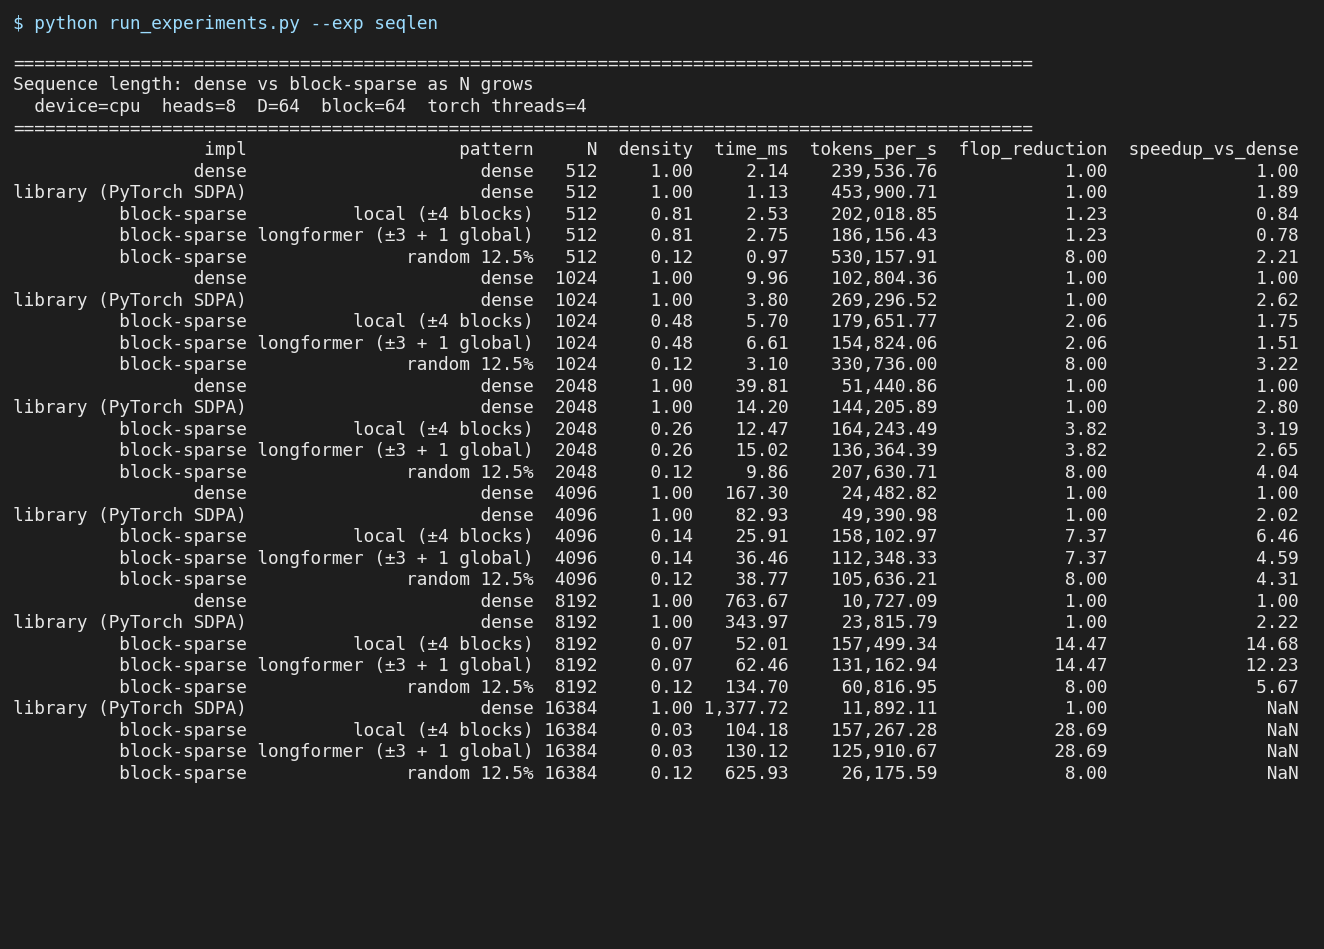 $ python run_experiments.py --exp seqlen
================================================================================================
Sequence length: dense vs block-sparse as N grows
  device=cpu  heads=8  D=64  block=64  torch threads=4
================================================================================================
                  impl                    pattern     N  density  time_ms  tokens_per_s  flop_reduction  speedup_vs_dense
                 dense                      dense   512     1.00     2.14    239,536.76            1.00              1.00
library (PyTorch SDPA)                      dense   512     1.00     1.13    453,900.71            1.00              1.89
          block-sparse          local (±4 blocks)   512     0.81     2.53    202,018.85            1.23              0.84
          block-sparse longformer (±3 + 1 global)   512     0.81     2.75    186,156.43            1.23              0.78
          block-sparse               random 12.5%   512     0.12     0.97    530,157.91            8.00              2.21
                 dense                      dense  1024     1.00     9.96    102,804.36            1.00              1.00
library (PyTorch SDPA)                      dense  1024     1.00     3.80    269,296.52            1.00              2.62
          block-sparse          local (±4 blocks)  1024     0.48     5.70    179,651.77            2.06              1.75
          block-sparse longformer (±3 + 1 global)  1024     0.48     6.61    154,824.06            2.06              1.51
          block-sparse               random 12.5%  1024     0.12     3.10    330,736.00            8.00              3.22
                 dense                      dense  2048     1.00    39.81     51,440.86            1.00              1.00
library (PyTorch SDPA)                      dense  2048     1.00    14.20    144,205.89            1.00              2.80
          block-sparse          local (±4 blocks)  2048     0.26    12.47    164,243.49            3.82              3.19
          block-sparse longformer (±3 + 1 global)  2048     0.26    15.02    136,364.39            3.82              2.65
          block-sparse               random 12.5%  2048     0.12     9.86    207,630.71            8.00              4.04
                 dense                      dense  4096     1.00   167.30     24,482.82            1.00              1.00
library (PyTorch SDPA)                      dense  4096     1.00    82.93     49,390.98            1.00              2.02
          block-sparse          local (±4 blocks)  4096     0.14    25.91    158,102.97            7.37              6.46
          block-sparse longformer (±3 + 1 global)  4096     0.14    36.46    112,348.33            7.37              4.59
          block-sparse               random 12.5%  4096     0.12    38.77    105,636.21            8.00              4.31
                 dense                      dense  8192     1.00   763.67     10,727.09            1.00              1.00
library (PyTorch SDPA)                      dense  8192     1.00   343.97     23,815.79            1.00              2.22
          block-sparse          local (±4 blocks)  8192     0.07    52.01    157,499.34           14.47             14.68
          block-sparse longformer (±3 + 1 global)  8192     0.07    62.46    131,162.94           14.47             12.23
          block-sparse               random 12.5%  8192     0.12   134.70     60,816.95            8.00              5.67
library (PyTorch SDPA)                      dense 16384     1.00 1,377.72     11,892.11            1.00               NaN
          block-sparse          local (±4 blocks) 16384     0.03   104.18    157,267.28           28.69               NaN
          block-sparse longformer (±3 + 1 global) 16384     0.03   130.12    125,910.67           28.69               NaN
          block-sparse               random 12.5% 16384     0.12   625.93     26,175.59            8.00               NaN